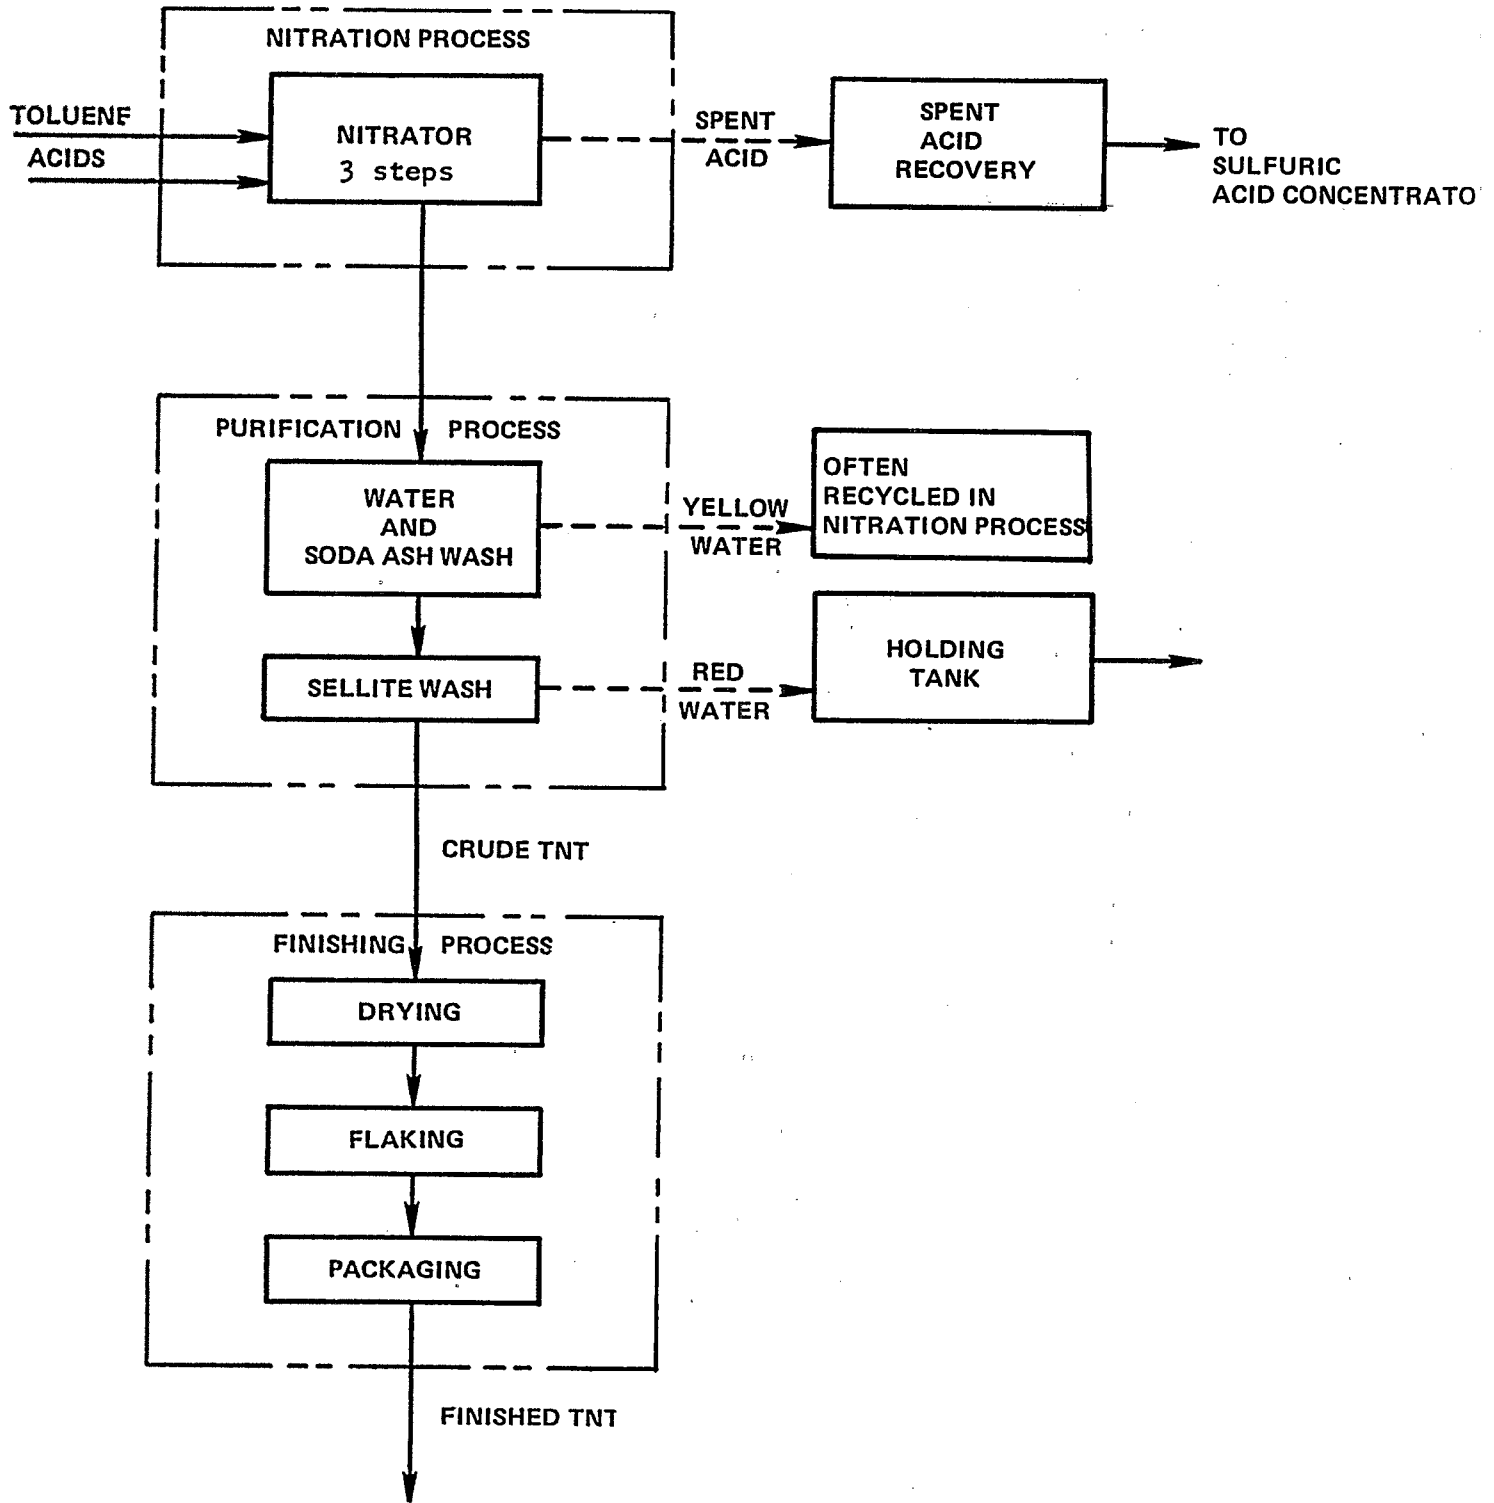 NITRATION PROCESS
TOLUENE
ACIDS
NITRATOR
3 steps
SPENT
ACID
SPENT
ACID
RECOVERY
TO
SULFURIC
ACID CONCENTRATO
PURIFICATION PROCESS
WATER
AND
SODA ASH WASH
YELLOW
WATER
OFTEN
RECYCLED IN
NITRATION PROCESS
SELLITE WASH
RED
WATER
HOLDING
TANK
CRUDE TNT
FINISHING PROCESS
DRYING
FLAKING
PACKAGING
FINISHED TNT